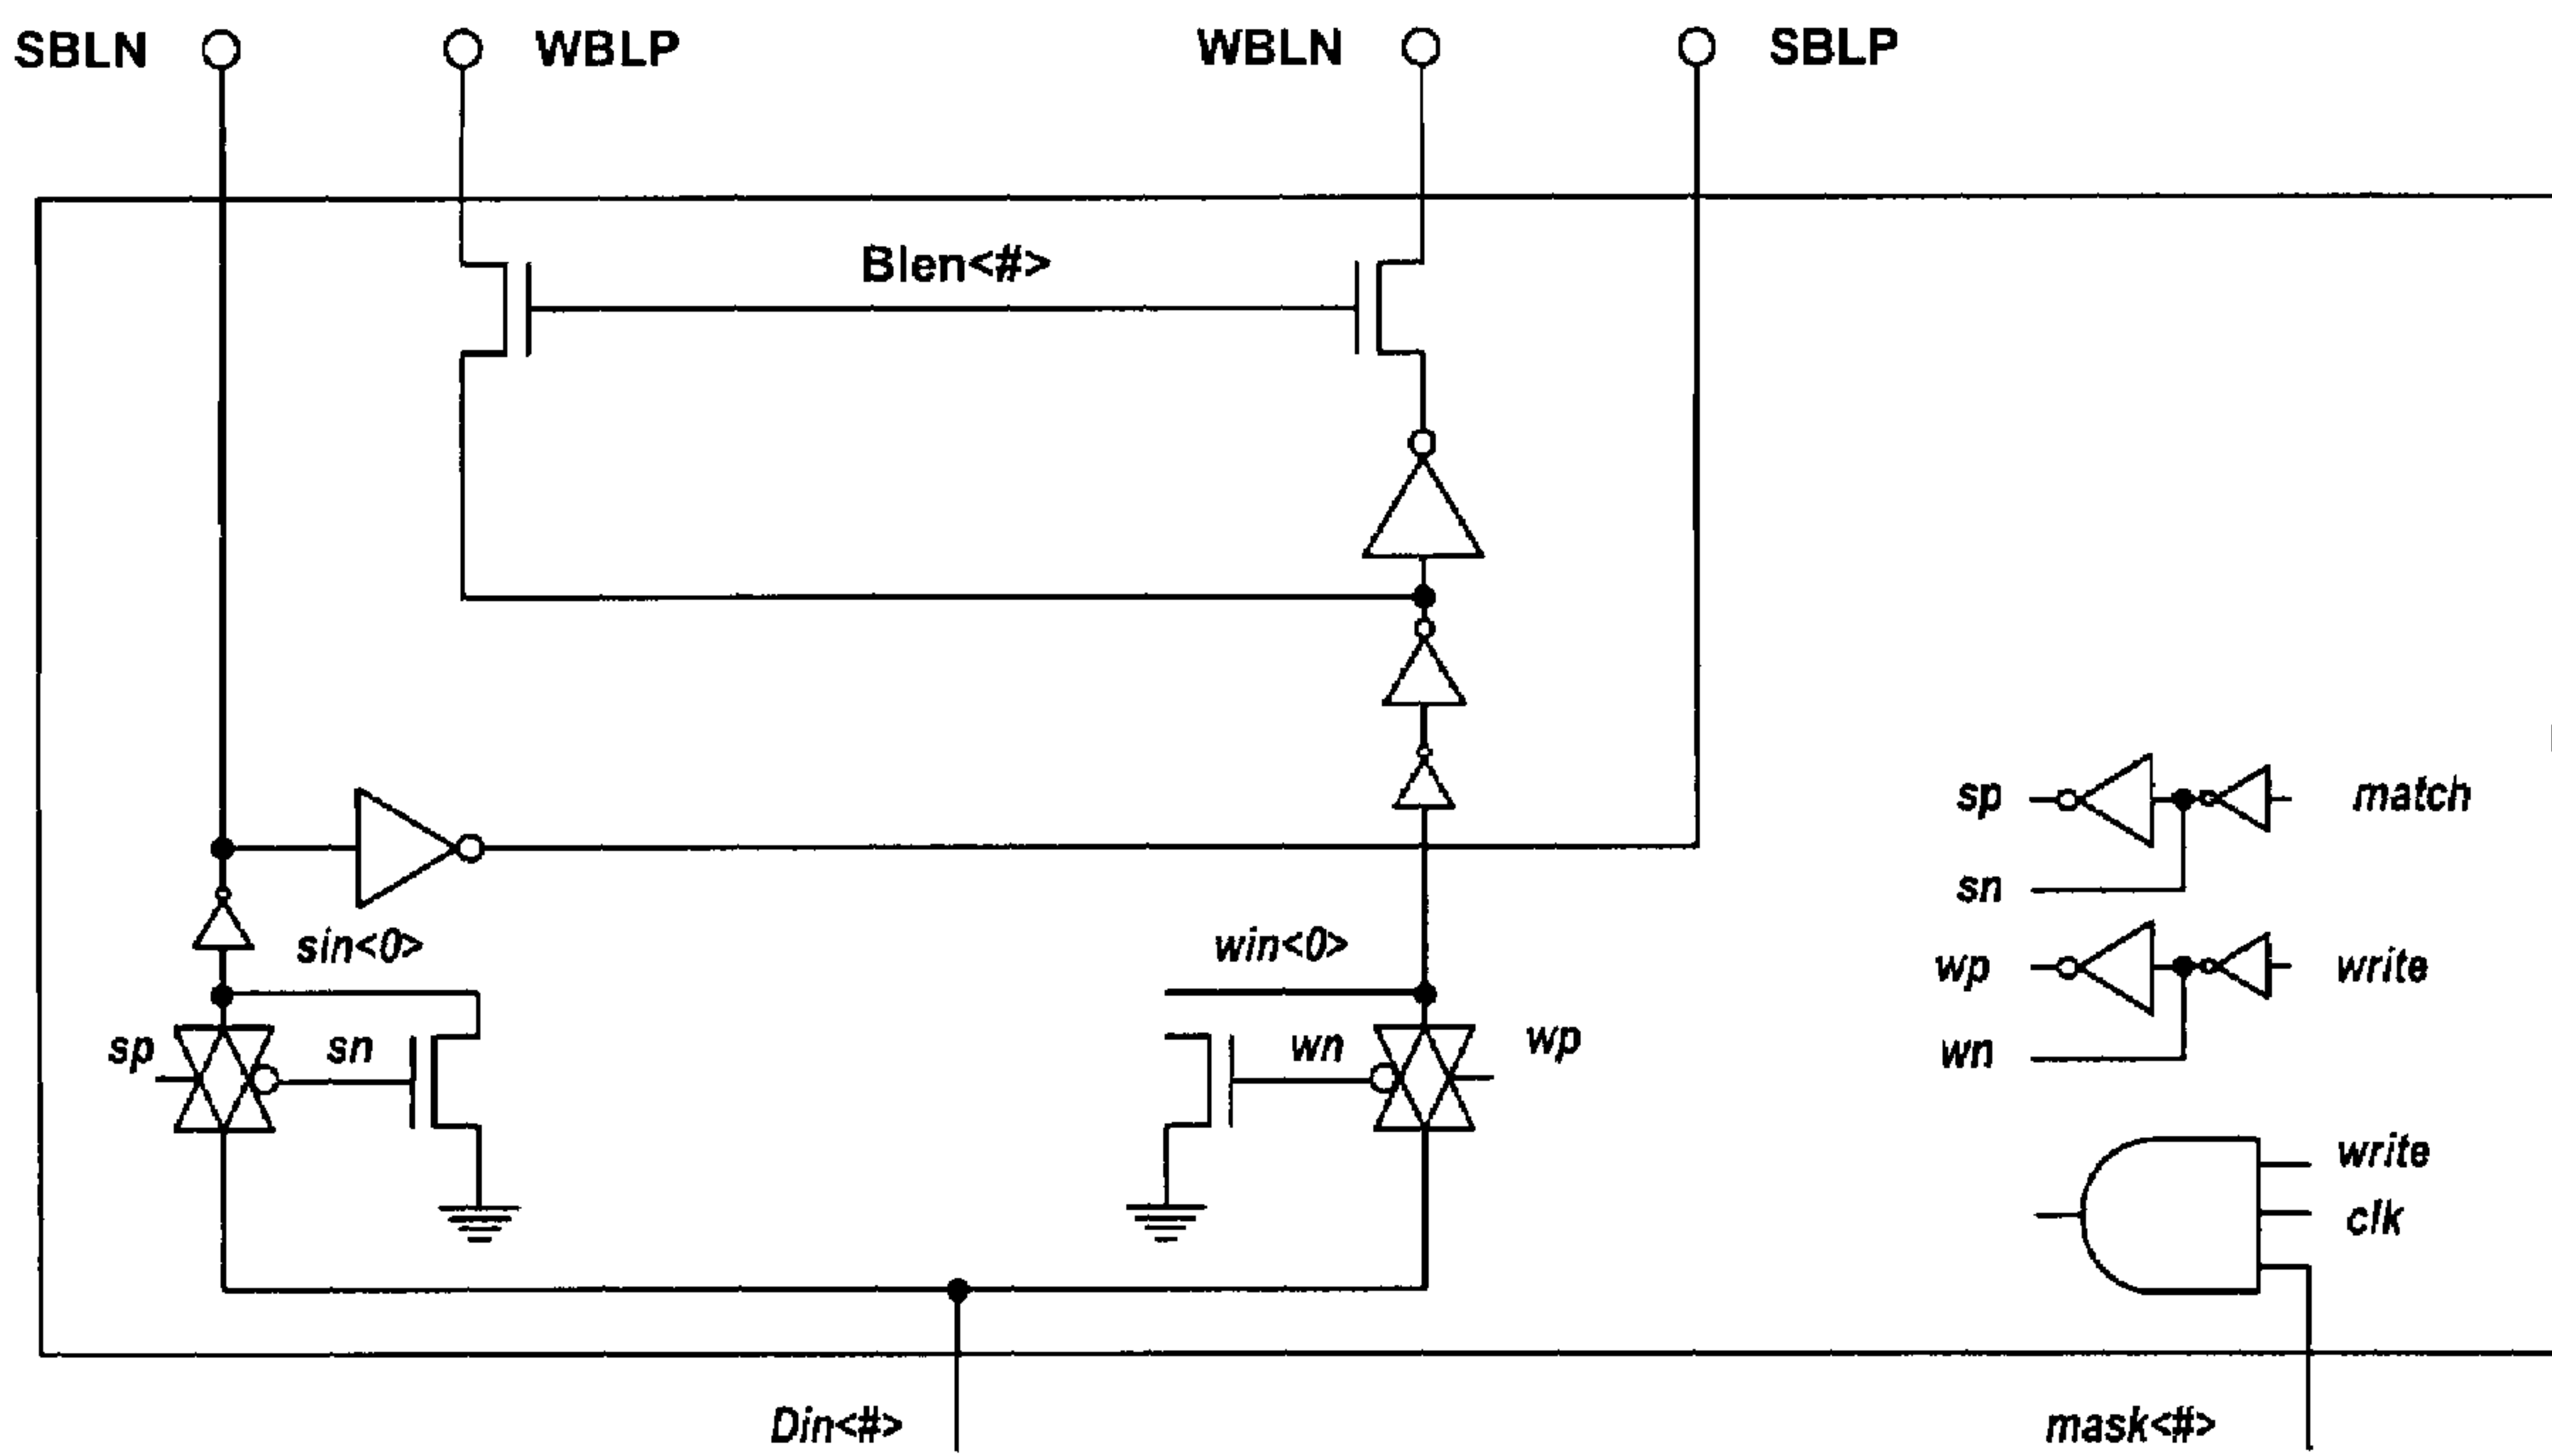 SBLN WBLP WBLN SBLP
Blen<#>
sp match
sn
sin<0> win<0>
wp write
sp sn wn wp
wn
write
clk
Din<#> mask<#>